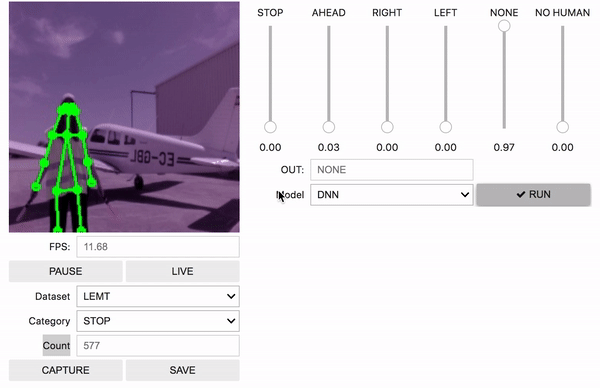 STOP AHEAD RIGHT LEFT NONE NO HUMAN
0.00 0.03 0.00 0.00 0.97 0.00
OUT: NONE
Model DNN RUN
EC-GBL
FPS: 11.68
PAUSE LIVE
Dataset LEMT
Category STOP
Count 577
CAPTURE SAVE